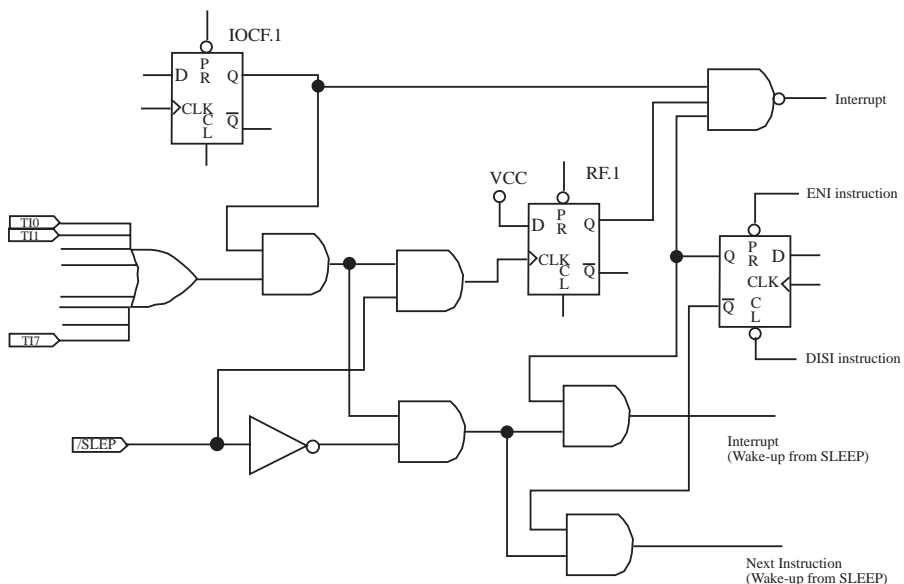 IOCF.1
P
R
D
Q
CLK
C
L
Q
Interrupt
VCC
RF.1
P
R
D
Q
CLK
C
L
Q
ENI instruction
P
R
Q
D
CLK
Q
C
L
DISI instruction
TI0
TI1
TI7
/SLEP
Interrupt
(Wake-up from SLEEP)
Next Instruction
(Wake-up from SLEEP)